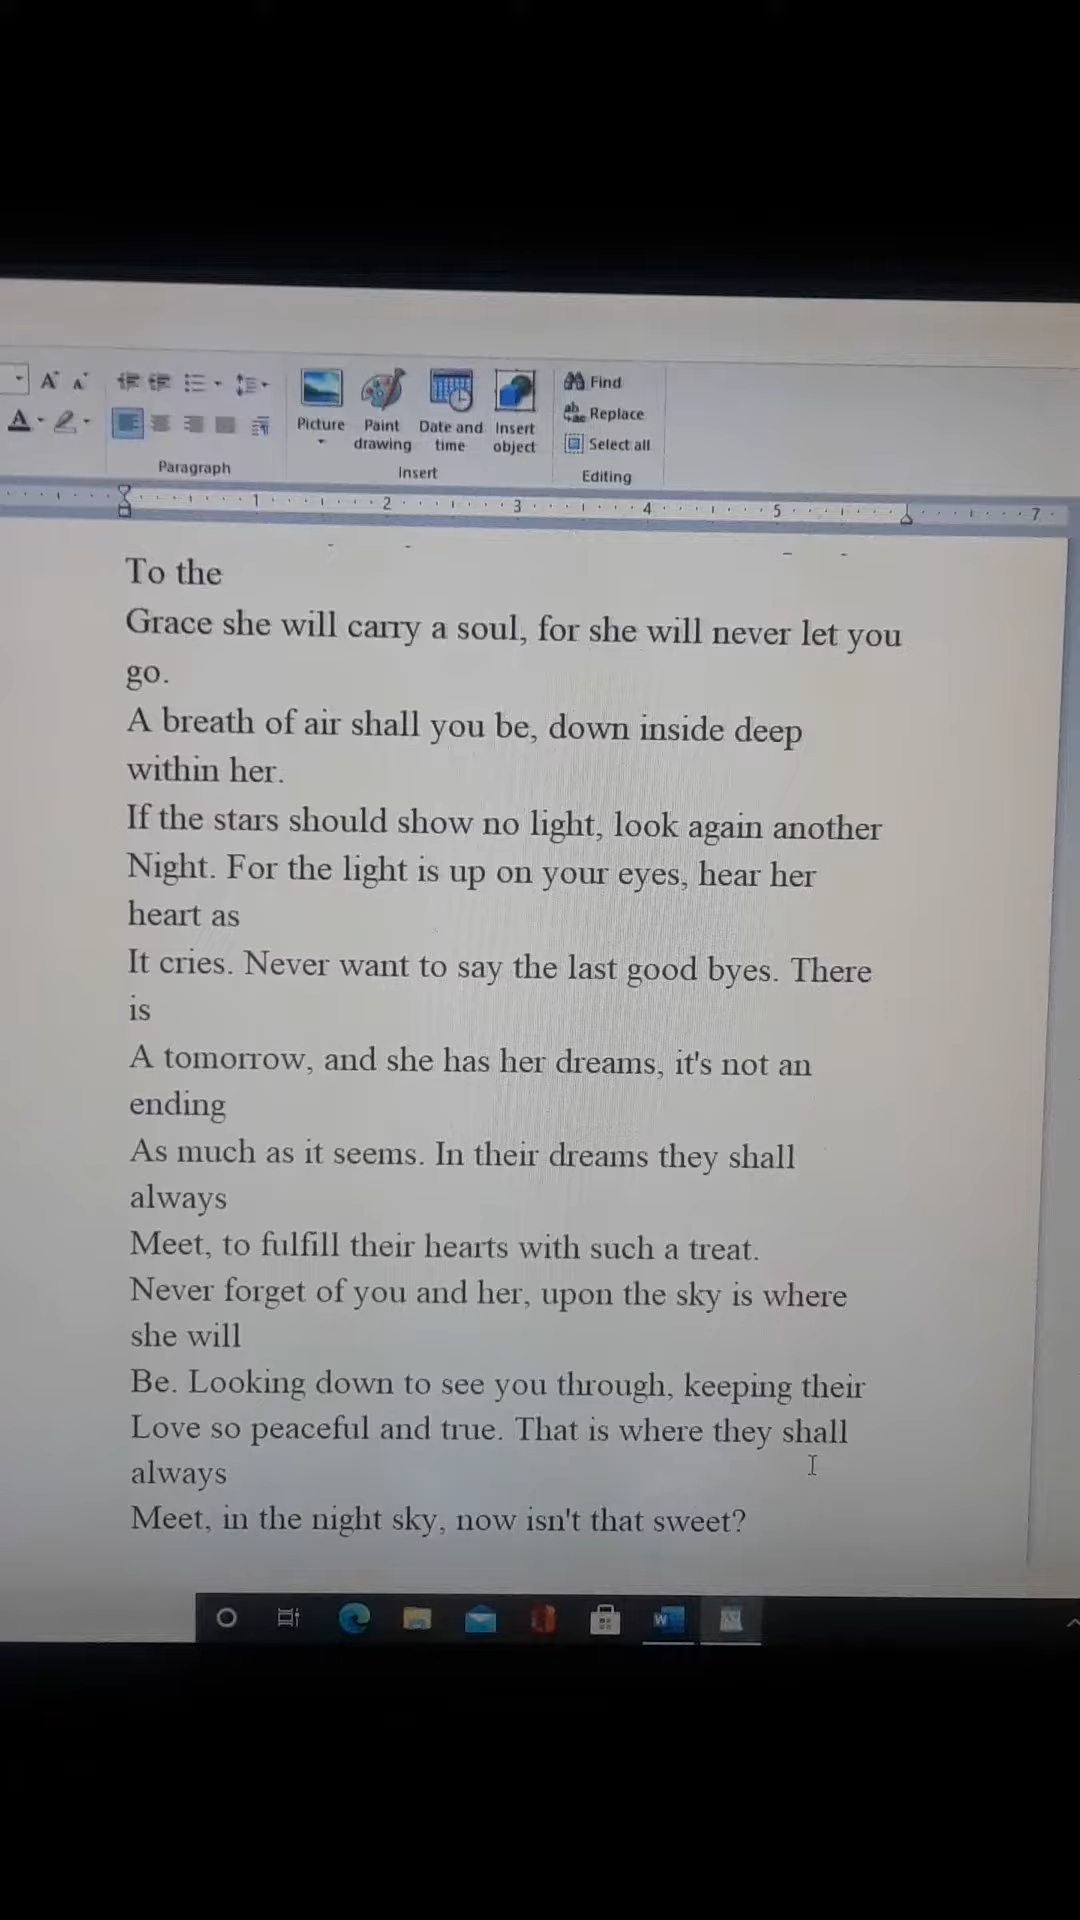 Find
Replace
Select all
Picture
Paint drawing
Date and time
Insert object
Paragraph
Insert
Editing
1 2 3 4 5 7
To the
Grace she will carry a soul, for she will never let you
go.
A breath of air shall you be, down inside deep
within her.
If the stars should show no light, look again another
Night. For the light is up on your eyes, hear her
heart as
It cries. Never want to say the last good byes. There
is
A tomorrow, and she has her dreams, it's not an
ending
As much as it seems. In their dreams they shall
always
Meet, to fulfill their hearts with such a treat.
Never forget of you and her, upon the sky is where
she will
Be. Looking down to see you through, keeping their
Love so peaceful and true. That is where they shall
always
Meet, in the night sky, now isn't that sweet?